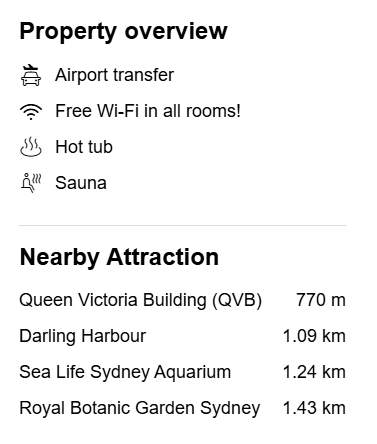 Property overview
Airport transfer
Free Wi-Fi in all rooms!
Hot tub
Sauna
Nearby Attraction
Queen Victoria Building (QVB) 770 m
Darling Harbour 1.09 km
Sea Life Sydney Aquarium 1.24 km
Royal Botanic Garden Sydney 1.43 km